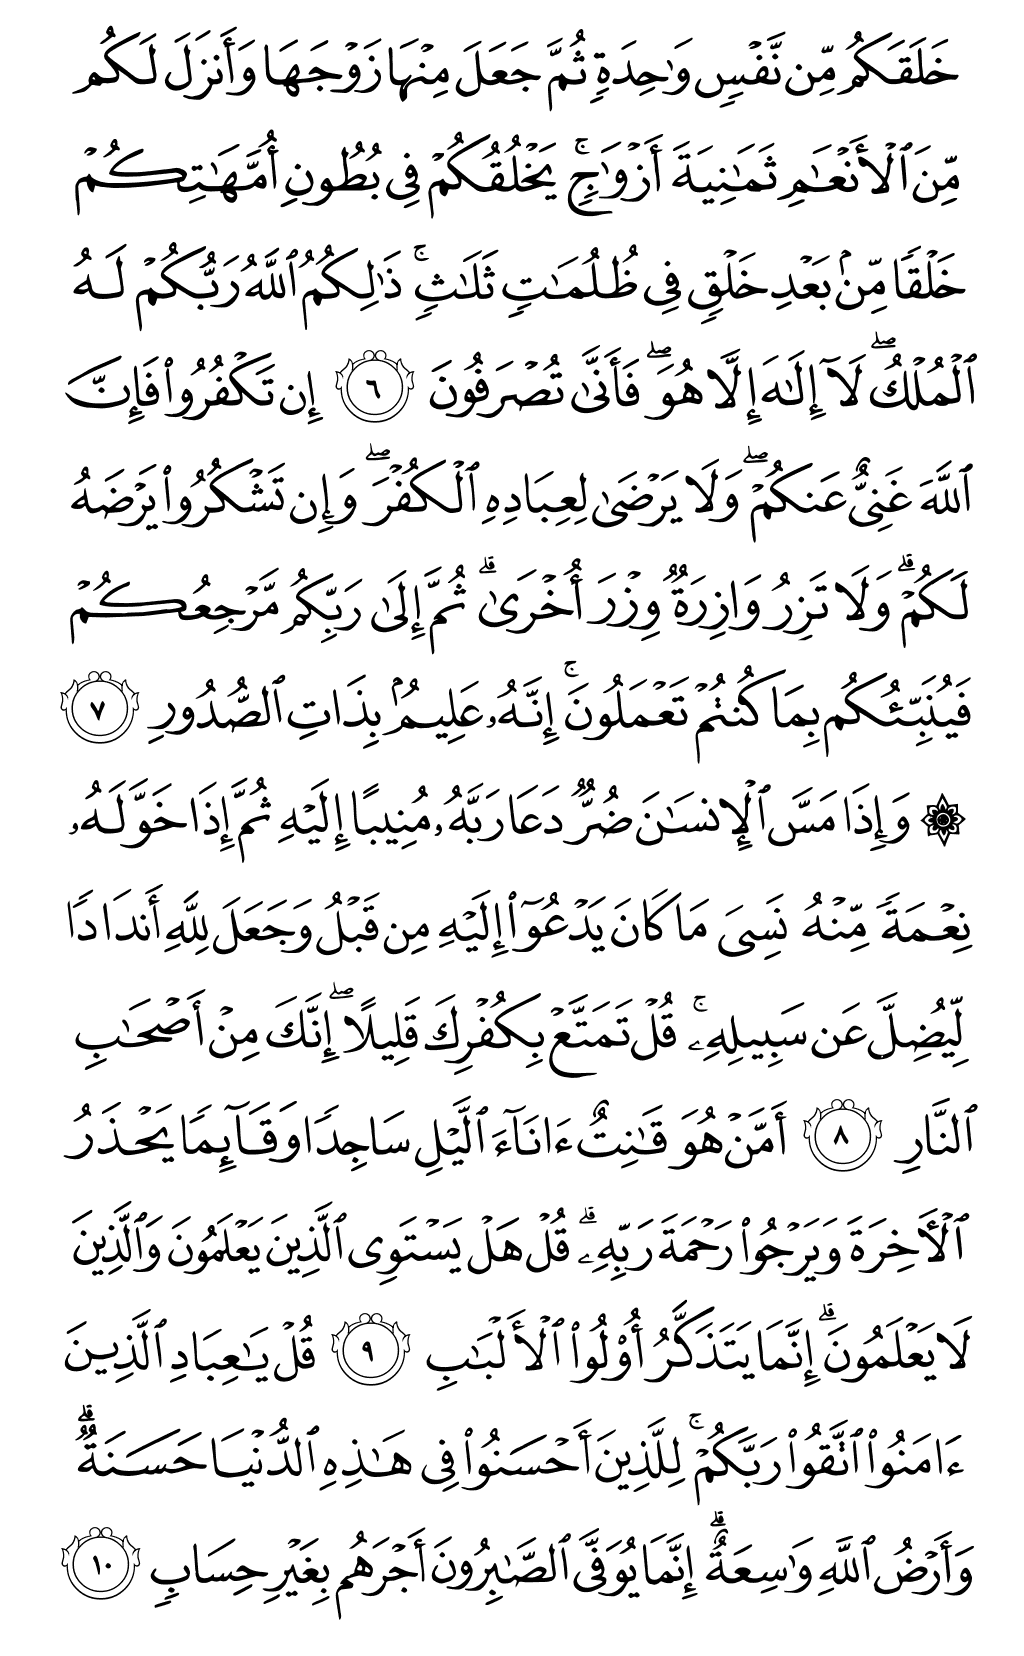 خَلَقَكُم مِّن نَّفْسٍ وَٰحِدَةٍ ثُمَّ جَعَلَ مِنْهَا زَوْجَهَا وَأَنزَلَ لَكُم
مِّنَ ٱلْأَنْعَٰمِ ثَمَٰنِيَةَ أَزْوَٰجٍ ۚ يَخْلُقُكُمْ فِى بُطُونِ أُمَّهَٰتِكُمْ
خَلْقًا مِّنۢ بَعْدِ خَلْقٍ فِى ظُلُمَٰتٍ ثَلَٰثٍ ۚ ذَٰلِكُمُ ٱللَّهُ رَبُّكُمْ لَهُ
ٱلْمُلْكُ ۖ لَآ إِلَٰهَ إِلَّا هُوَ ۖ فَأَنَّىٰ تُصْرَفُونَ ٦ إِن تَكْفُرُوا۟ فَإِنَّ
ٱللَّهَ غَنِىٌّ عَنكُمْ ۖ وَلَا يَرْضَىٰ لِعِبَادِهِ ٱلْكُفْرَ ۖ وَإِن تَشْكُرُوا۟ يَرْضَهُ
لَكُمْ ۗ وَلَا تَزِرُ وَازِرَةٌ وِزْرَ أُخْرَىٰ ۗ ثُمَّ إِلَىٰ رَبِّكُم مَّرْجِعُكُمْ
فَيُنَبِّئُكُم بِمَا كُنتُمْ تَعْمَلُونَ ۚ إِنَّهُۥ عَلِيمٌۢ بِذَاتِ ٱلصُّدُورِ ٧
۞ وَإِذَا مَسَّ ٱلْإِنسَٰنَ ضُرٌّ دَعَا رَبَّهُۥ مُنِيبًا إِلَيْهِ ثُمَّ إِذَا خَوَّلَهُۥ
نِعْمَةً مِّنْهُ نَسِىَ مَا كَانَ يَدْعُوٓا۟ إِلَيْهِ مِن قَبْلُ وَجَعَلَ لِلَّهِ أَندَادًا
لِّيُضِلَّ عَن سَبِيلِهِۦ ۚ قُلْ تَمَتَّعْ بِكُفْرِكَ قَلِيلًا ۖ إِنَّكَ مِنْ أَصْحَٰبِ
ٱلنَّارِ ٨ أَمَّنْ هُوَ قَٰنِتٌ ءَانَآءَ ٱلَّيْلِ سَاجِدًا وَقَآئِمًا يَحْذَرُ
ٱلْأَخِرَةَ وَيَرْجُوا۟ رَحْمَةَ رَبِّهِۦ ۗ قُلْ هَلْ يَسْتَوِى ٱلَّذِينَ يَعْلَمُونَ وَٱلَّذِينَ
لَا يَعْلَمُونَ ۗ إِنَّمَا يَتَذَكَّرُ أُو۟لُوا۟ ٱلْأَلْبَٰبِ ٩ قُلْ يَٰعِبَادِ ٱلَّذِينَ
ءَامَنُوا۟ ٱتَّقُوا۟ رَبَّكُمْ ۚ لِلَّذِينَ أَحْسَنُوا۟ فِى هَٰذِهِ ٱلدُّنْيَا حَسَنَةٌ ۗ
وَأَرْضُ ٱللَّهِ وَٰسِعَةٌ ۗ إِنَّمَا يُوَفَّى ٱلصَّٰبِرُونَ أَجْرَهُم بِغَيْرِ حِسَابٍ ١٠